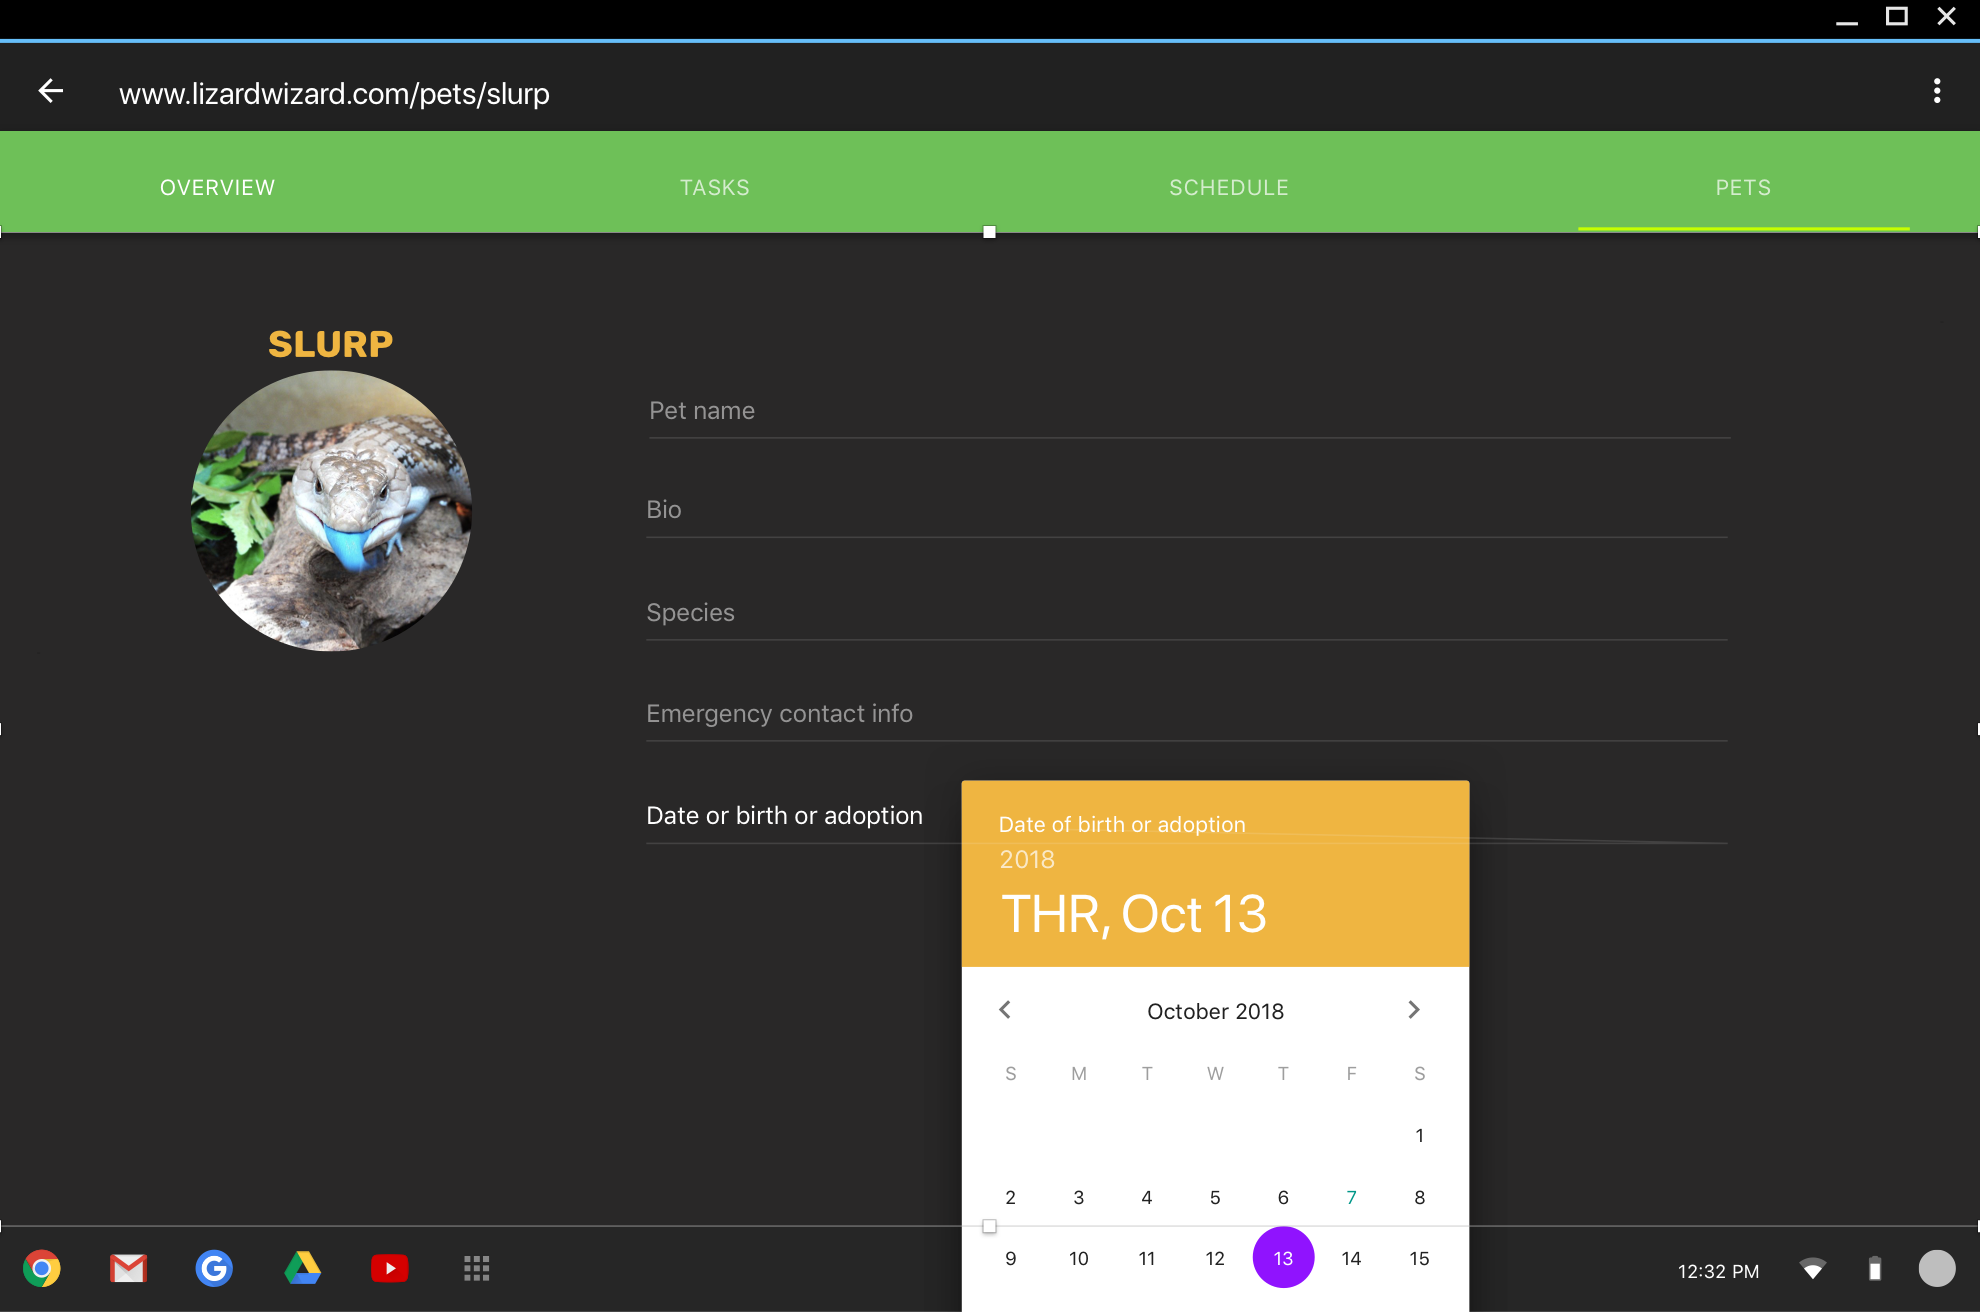 www.lizardwizard.com/pets/slurp
OVERVIEW TASKS SCHEDULE PETS
SLURP
Pet name
Bio
Species
Emergency contact info
Date or birth or adoption
Date of birth or adoption
2018
THR, Oct 13
October 2018
S M T W T F S
1
2 3 4 5 6 7 8
9 10 11 12 13 14 15
G
12:32 PM